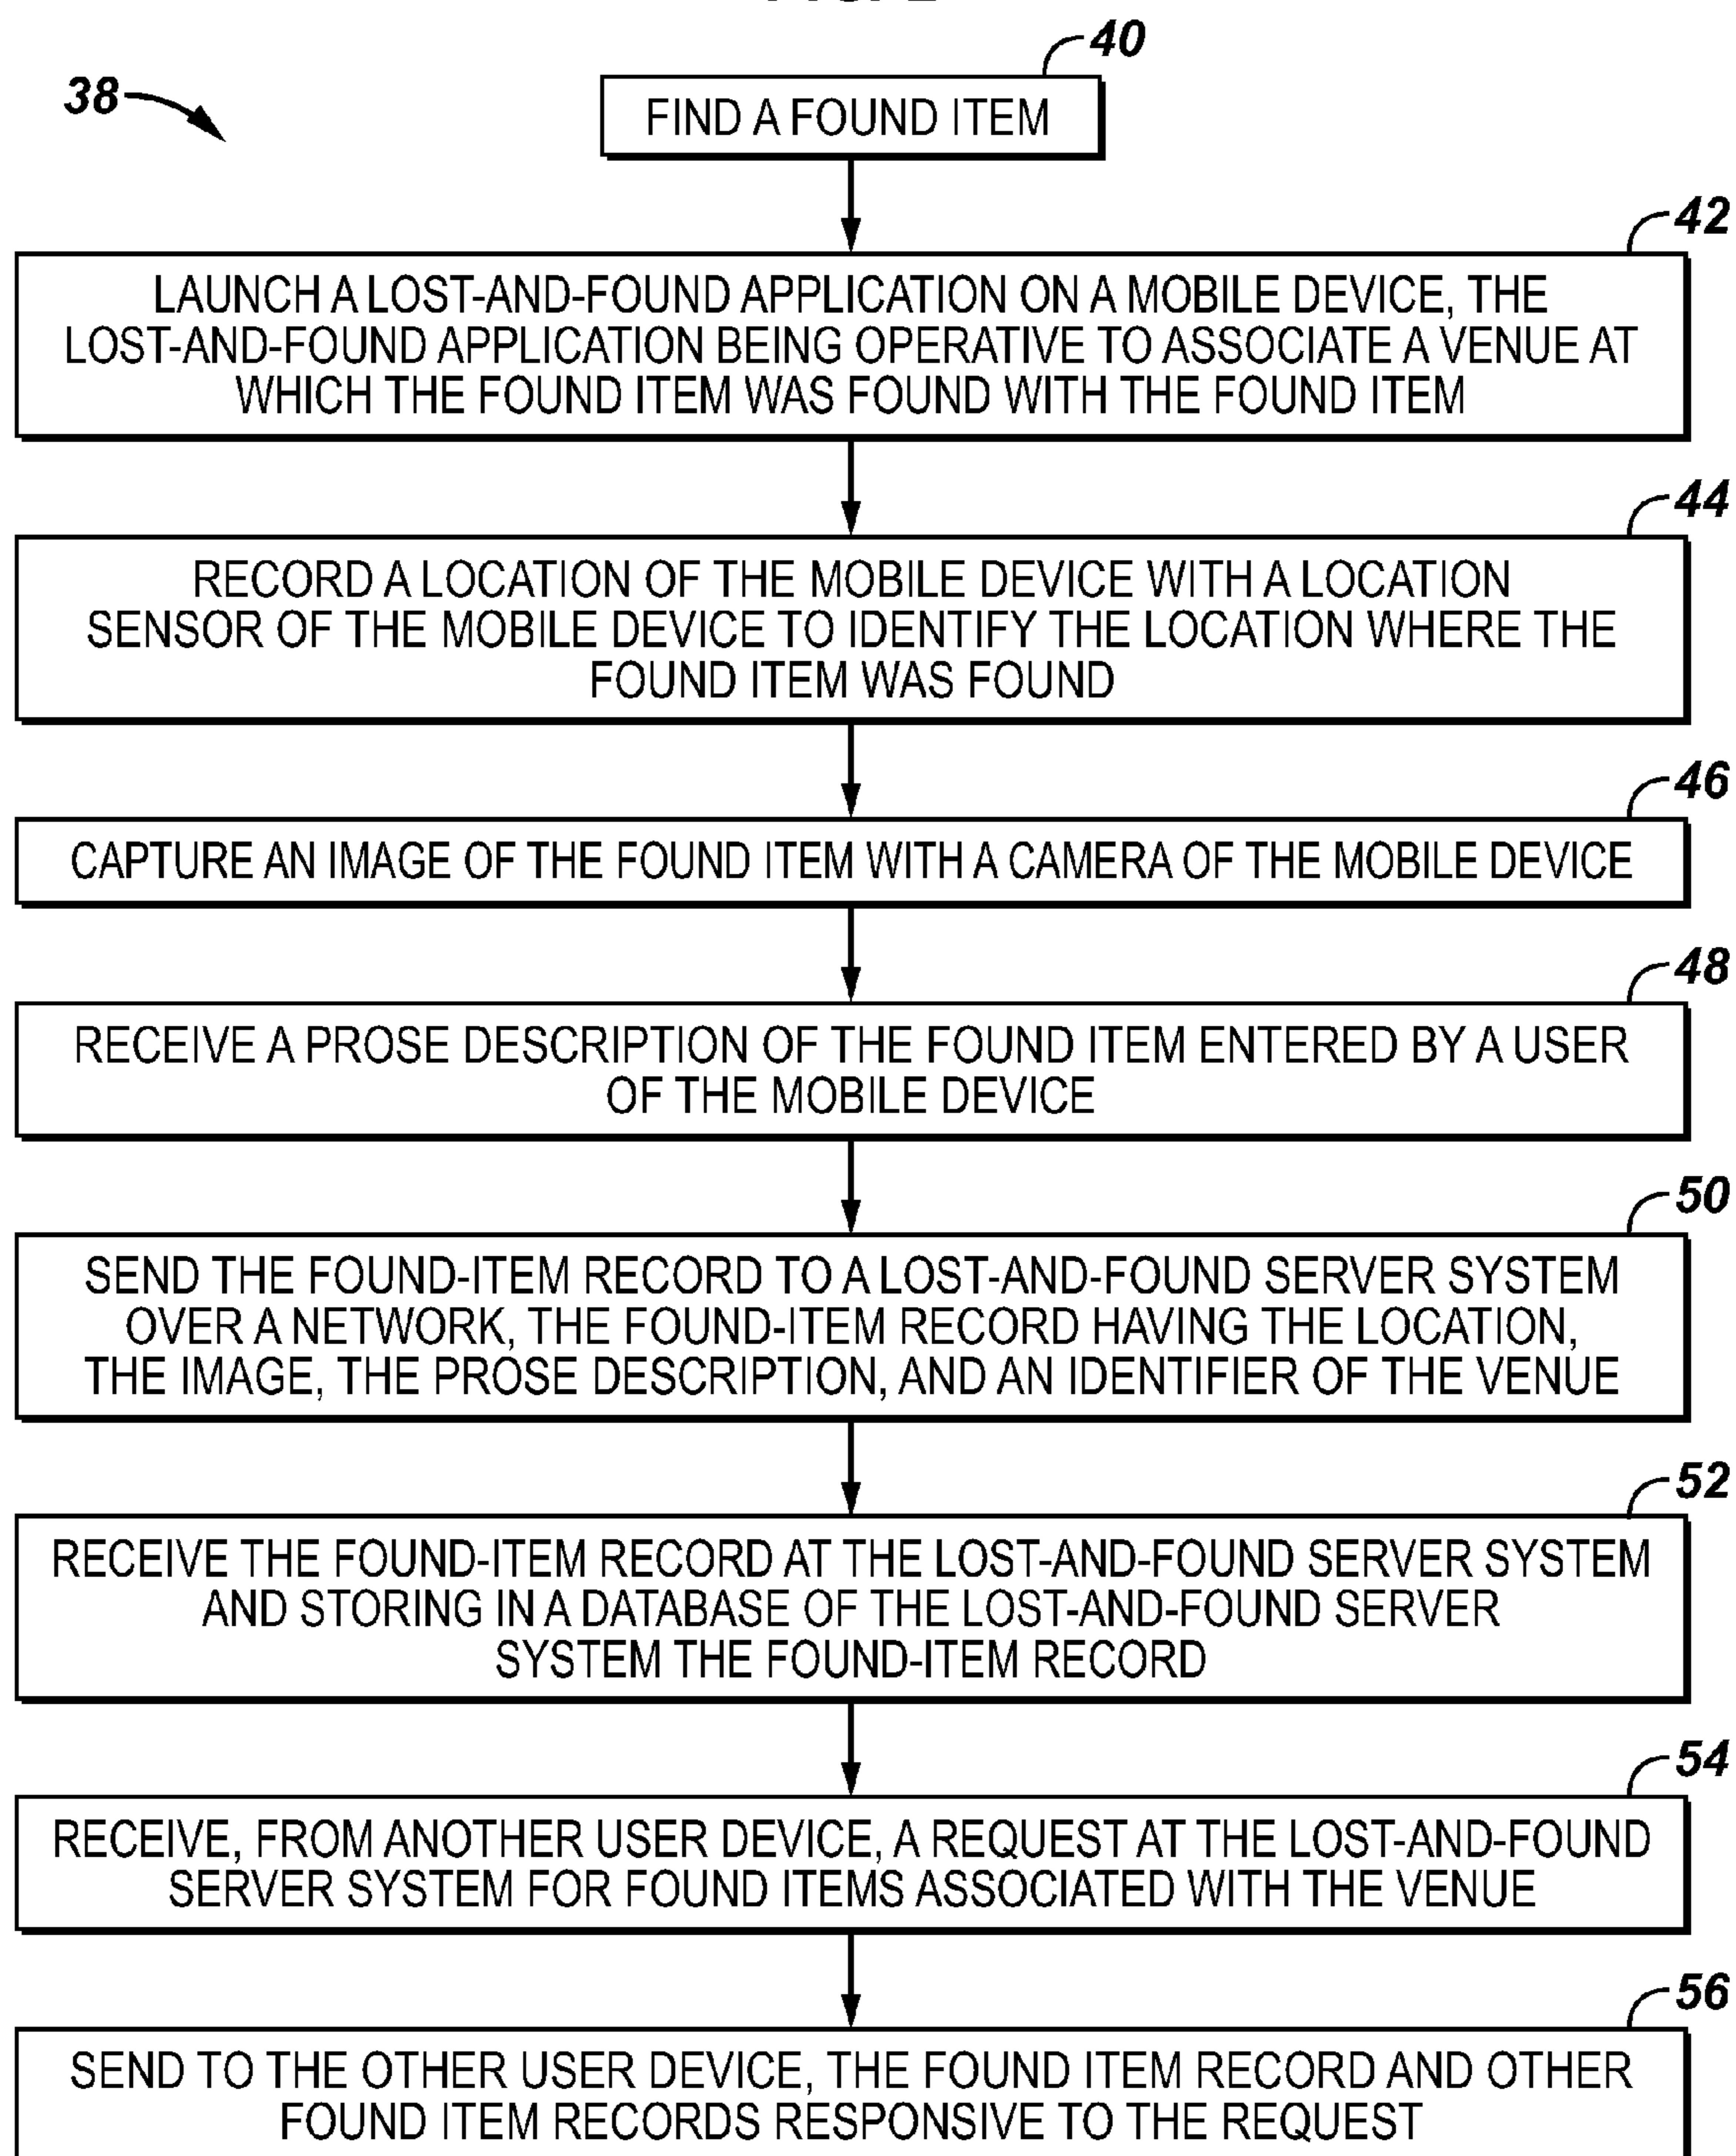 40
38
FIND A FOUND ITEM
42
LAUNCH A LOST-AND-FOUND APPLICATION ON A MOBILE DEVICE, THE
LOST-AND-FOUND APPLICATION BEING OPERATIVE TO ASSOCIATE A VENUE AT
WHICH THE FOUND ITEM WAS FOUND WITH THE FOUND ITEM
44
RECORD A LOCATION OF THE MOBILE DEVICE WITH A LOCATION
SENSOR OF THE MOBILE DEVICE TO IDENTIFY THE LOCATION WHERE THE
FOUND ITEM WAS FOUND
46
CAPTURE AN IMAGE OF THE FOUND ITEM WITH A CAMERA OF THE MOBILE DEVICE
48
RECEIVE A PROSE DESCRIPTION OF THE FOUND ITEM ENTERED BY A USER
OF THE MOBILE DEVICE
50
SEND THE FOUND-ITEM RECORD TO A LOST-AND-FOUND SERVER SYSTEM
OVER A NETWORK, THE FOUND-ITEM RECORD HAVING THE LOCATION,
THE IMAGE, THE PROSE DESCRIPTION, AND AN IDENTIFIER OF THE VENUE
52
RECEIVE THE FOUND-ITEM RECORD AT THE LOST-AND-FOUND SERVER SYSTEM
AND STORING IN A DATABASE OF THE LOST-AND-FOUND SERVER
SYSTEM THE FOUND-ITEM RECORD
54
RECEIVE, FROM ANOTHER USER DEVICE, A REQUEST AT THE LOST-AND-FOUND
SERVER SYSTEM FOR FOUND ITEMS ASSOCIATED WITH THE VENUE
56
SEND TO THE OTHER USER DEVICE, THE FOUND ITEM RECORD AND OTHER
FOUND ITEM RECORDS RESPONSIVE TO THE REQUEST